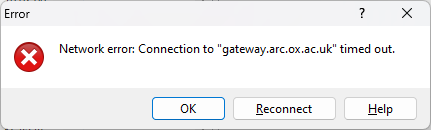 Error
?
Network error: Connection to "gateway.arc.ox.ac.uk" timed out.
OK
Reconnect
Help